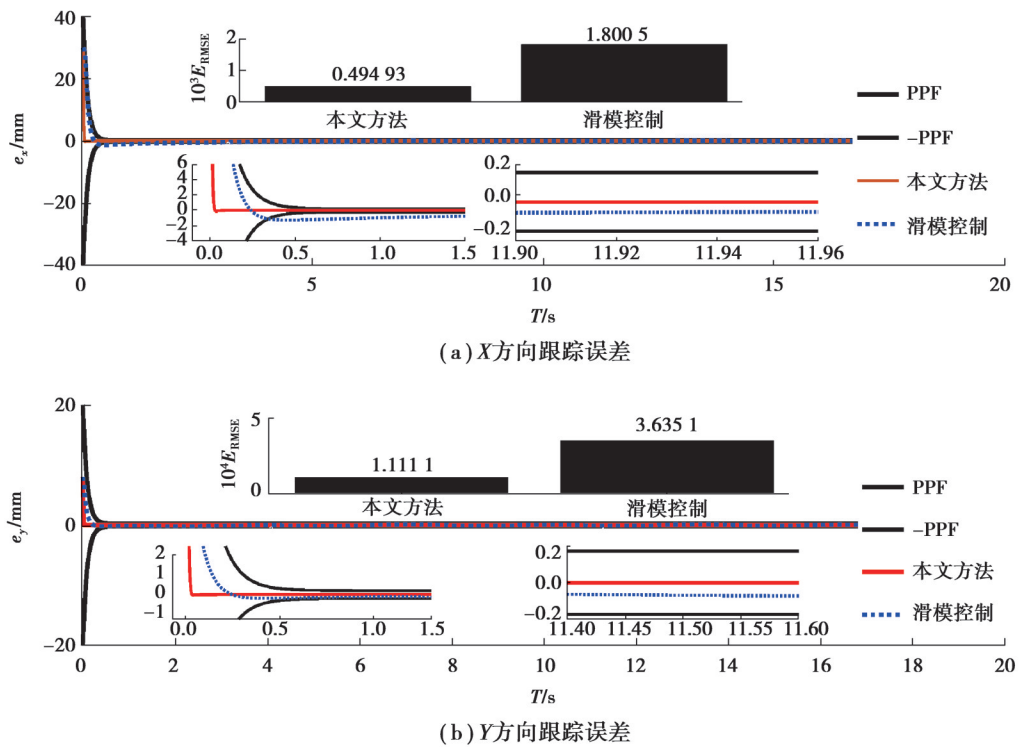 40
20
0
−20
−40
e_x/mm
2
1
0
10³E_RMSE
0.494 93
1.800 5
本文方法
滑模控制
6
4
2
0
−2
−4
0.0 0.5 1.0 1.5
0.2
0.0
−0.2
11.90 11.92 11.94 11.96
PPF
−PPF
本文方法
滑模控制
0 5 10 15 20
T/s
(a) X方向跟踪误差
20
10
0
−10
−20
e_y/mm
5
0
10⁴E_RMSE
1.111 1
3.635 1
本文方法
滑模控制
2
1
0
−1
0.0 0.5 1.0 1.5
0.2
0.0
−0.2
11.40 11.45 11.50 11.55 11.60
PPF
−PPF
本文方法
滑模控制
0 2 4 6 8 10 12 14 16 18 20
T/s
(b) Y方向跟踪误差